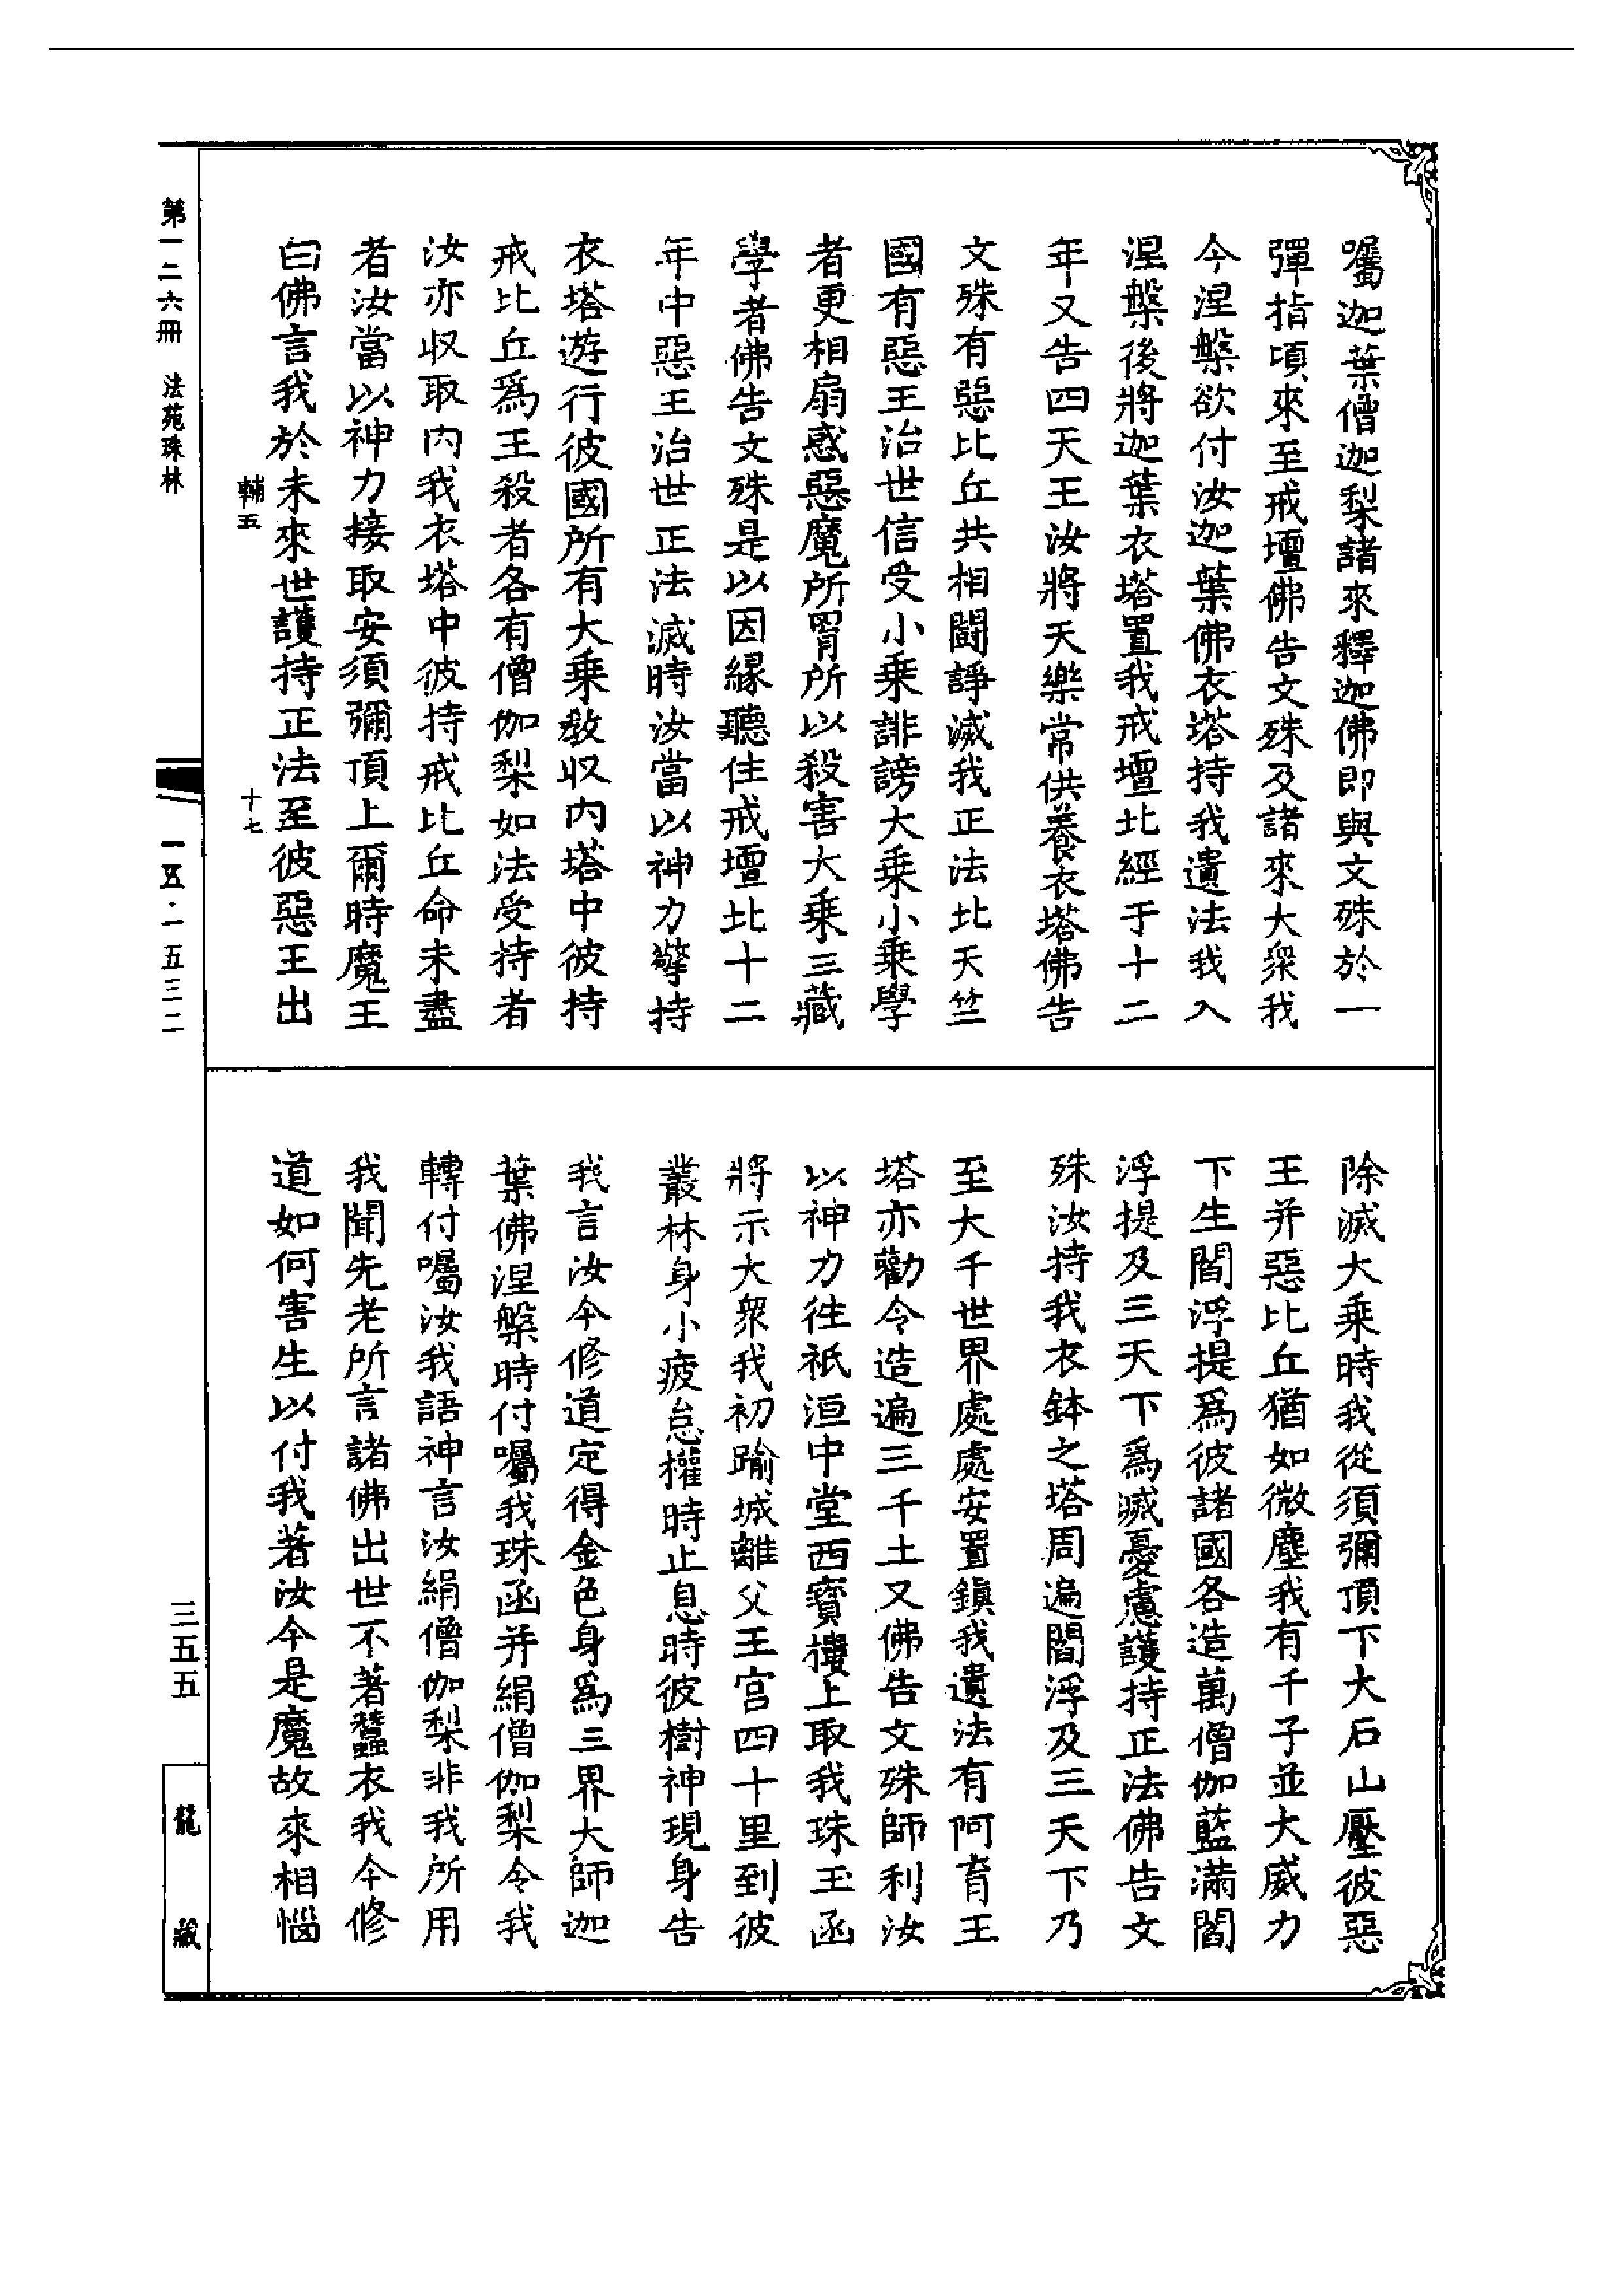 囑迦葉僧迦梨諸來釋迦佛即與文殊於一
彈指頃來至戒壇佛告文殊及諸來大衆我
今涅槃欲付汝迦葉佛衣塔持我遺法我入
涅槃後將迦葉衣塔置我戒壇北經于十二
年又告四天王汝將天樂常供養衣塔佛告
文殊有惡比丘共相鬪諍滅我正法北天竺
國有惡王治世信受小乗誹謗大乗小乗學
者更相扇惑惡魔所罥所以殺害大乗三藏
學者佛告文殊是以因縁聽住戒壇北十二
年中惡王治世正法滅時汝當以神力擎持
衣塔遊行彼國所有大乗教収内塔中彼持
戒比丘爲王殺者各有僧伽梨如法受持者
汝亦収取内我衣塔中彼持戒比丘命未盡
者汝當以神力接取安須彌頂上爾時魔王
白佛言我於未來世護持正法至彼惡王出
輔五
十七
除滅大乗時我從須彌頂下大石山壓彼惡
王并惡比丘猶如微塵我有千子並大威力
下生閻浮提爲彼諸國各造萬僧伽藍滿閻
浮提及三天下爲滅憂慮護持正法佛告文
殊汝持我衣鉢之塔周遍閻浮及三天下乃
至大千世界處處安置鎮我遺法有阿育王
塔亦勸令造遍三千土又佛告文殊師利汝
以神力往祇洹中堂西寳樓上取我珠玉函
將示大衆我初踰城離父王宫四十里到彼
叢林身小疲怠權時止息時彼樹神現身告
我言汝今修道定得金色身爲三界大師迦
葉佛涅槃時付囑我珠函并絹僧伽梨令我
轉付囑汝我語神言汝絹僧伽梨非我所用
我聞先老所言諸佛出世不著蠶衣我今修
道如何害生以付我著汝今是魔故來相惱
第一二六冊　法苑珠林
一五五·一五三二
三五五
龍藏